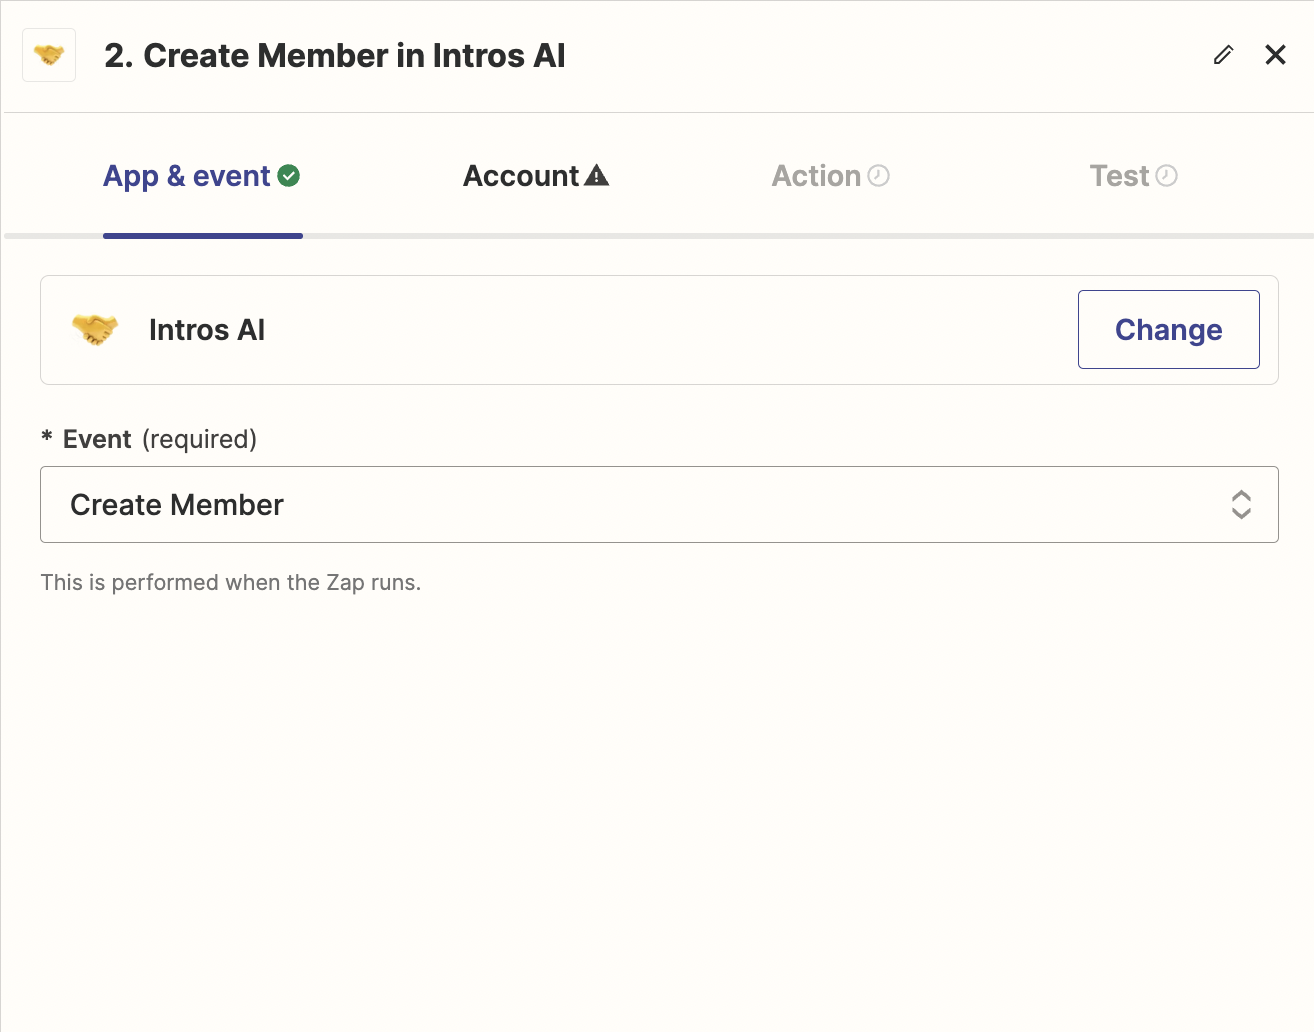 2. Create Member in Intros AI
App & event
Account
Action
Test
Intros AI
Change
* Event (required)
Create Member
This is performed when the Zap runs.